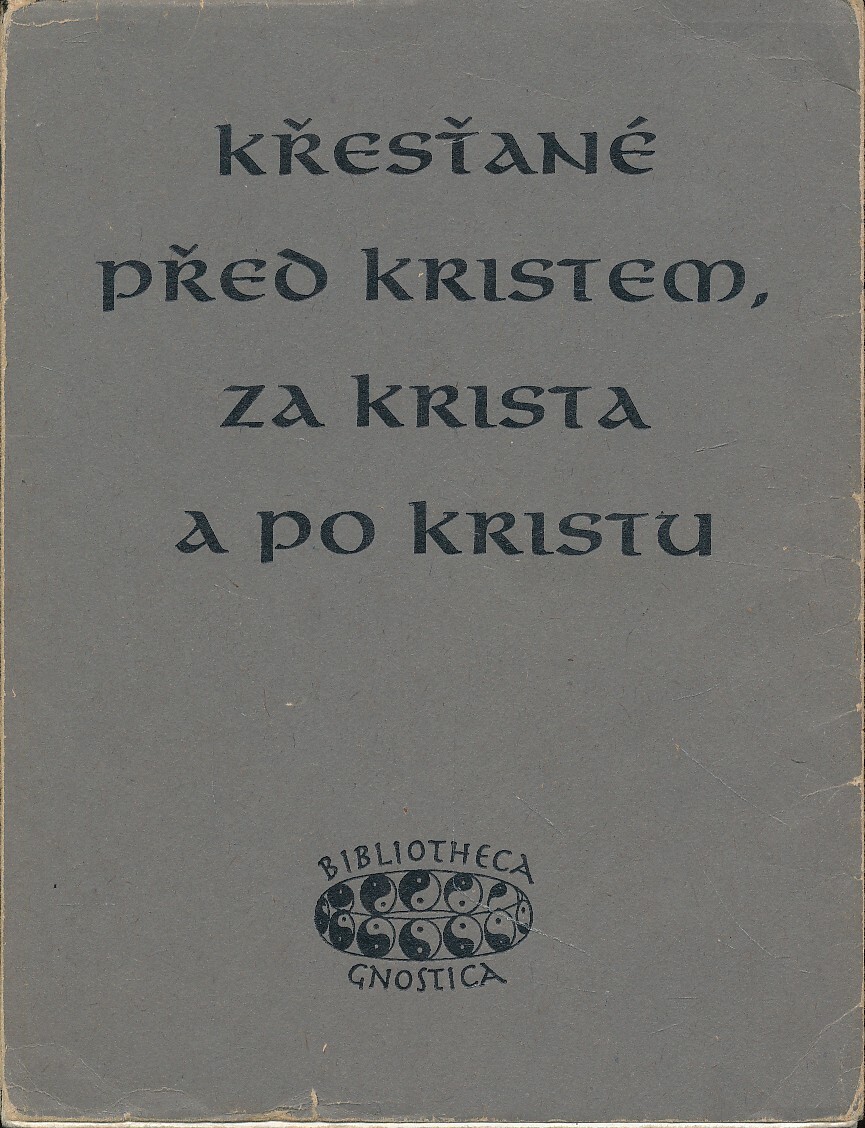 Křesťané
před Kristem,
za Krista
a po Kristu
BIBLIOTHECA
GNOSTICA